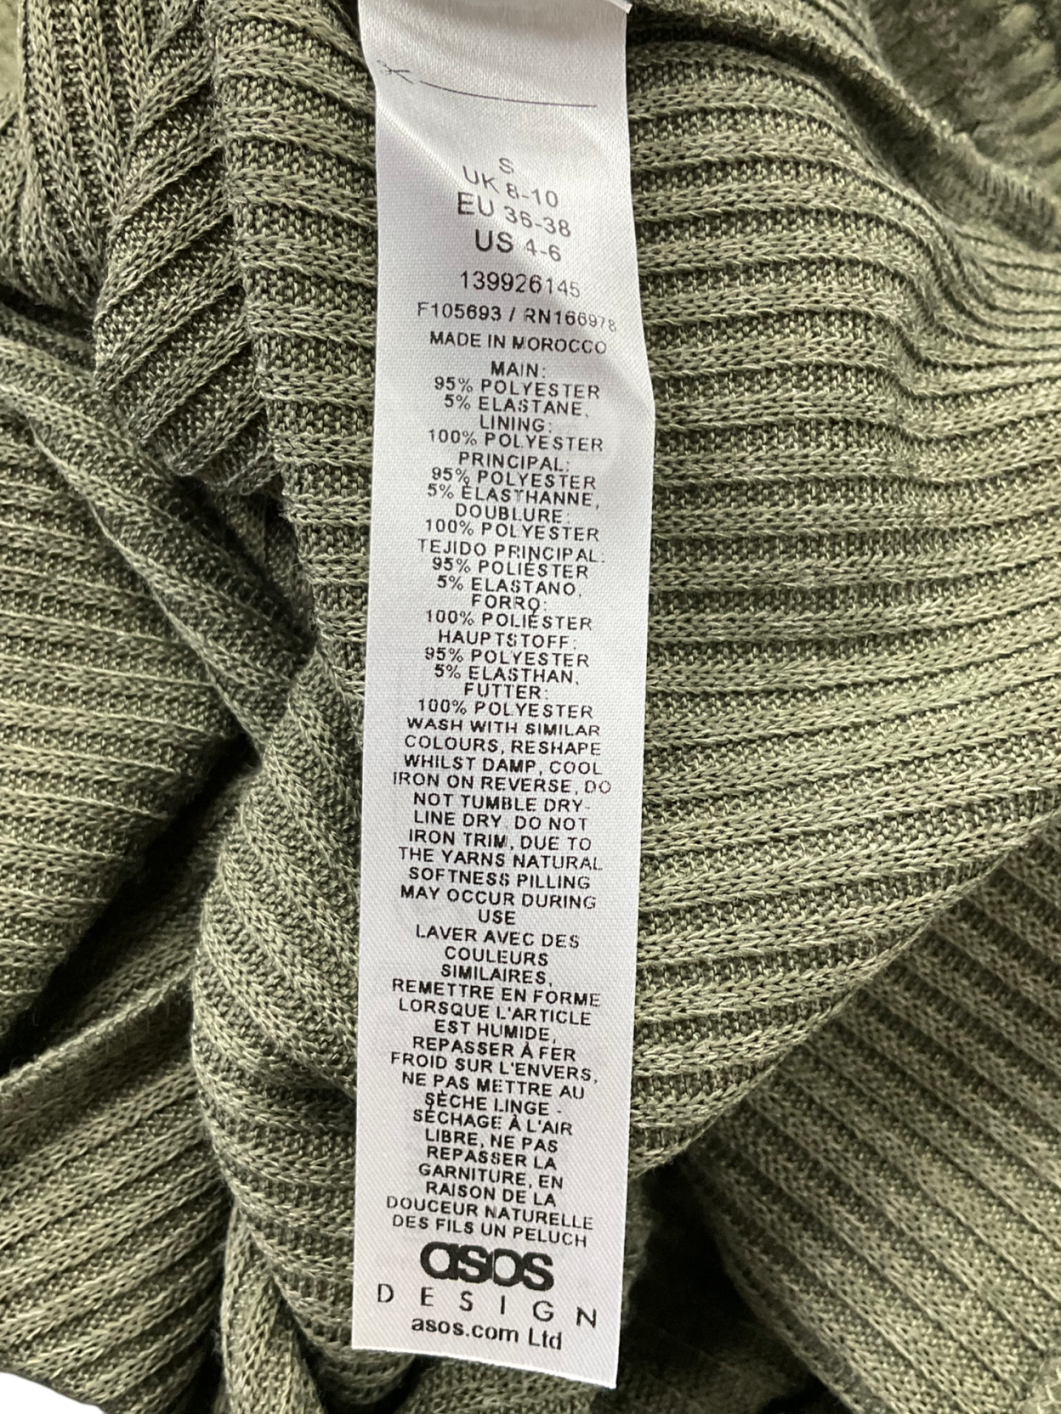 S
UK 8-10
EU 36-38
US 4-6
139926145
F105693 / RN166978
MADE IN MOROCCO
MAIN:
95% POLYESTER
5% ELASTANE,
LINING:
100% POLYESTER
PRINCIPAL:
95% POLYESTER
5% ÉLASTHANNE,
DOUBLURE:
100% POLYESTER
TEJIDO PRINCIPAL:
95% POLIÉSTER
5% ELASTANO,
FORRO:
100% POLIÉSTER
HAUPTSTOFF:
95% POLYESTER
5% ELASTHAN,
FUTTER:
100% POLYESTER
WASH WITH SIMILAR
COLOURS, RESHAPE
WHILST DAMP, COOL
IRON ON REVERSE, DO
NOT TUMBLE DRY-
LINE DRY, DO NOT
IRON TRIM, DUE TO
THE YARNS NATURAL
SOFTNESS PILLING
MAY OCCUR DURING
USE
LAVER AVEC DES
COULEURS
SIMILAIRES,
REMETTRE EN FORME
LORSQUE L'ARTICLE
EST HUMIDE,
REPASSER À FER
FROID SUR L'ENVERS,
NE PAS METTRE AU
SÈCHE LINGE -
SÉCHAGE À L'AIR
LIBRE, NE PAS
REPASSER LA
GARNITURE, EN
RAISON DE LA
DOUCEUR NATURELLE
DES FILS UN PELUCH
asos
DESIGN
asos.com Ltd